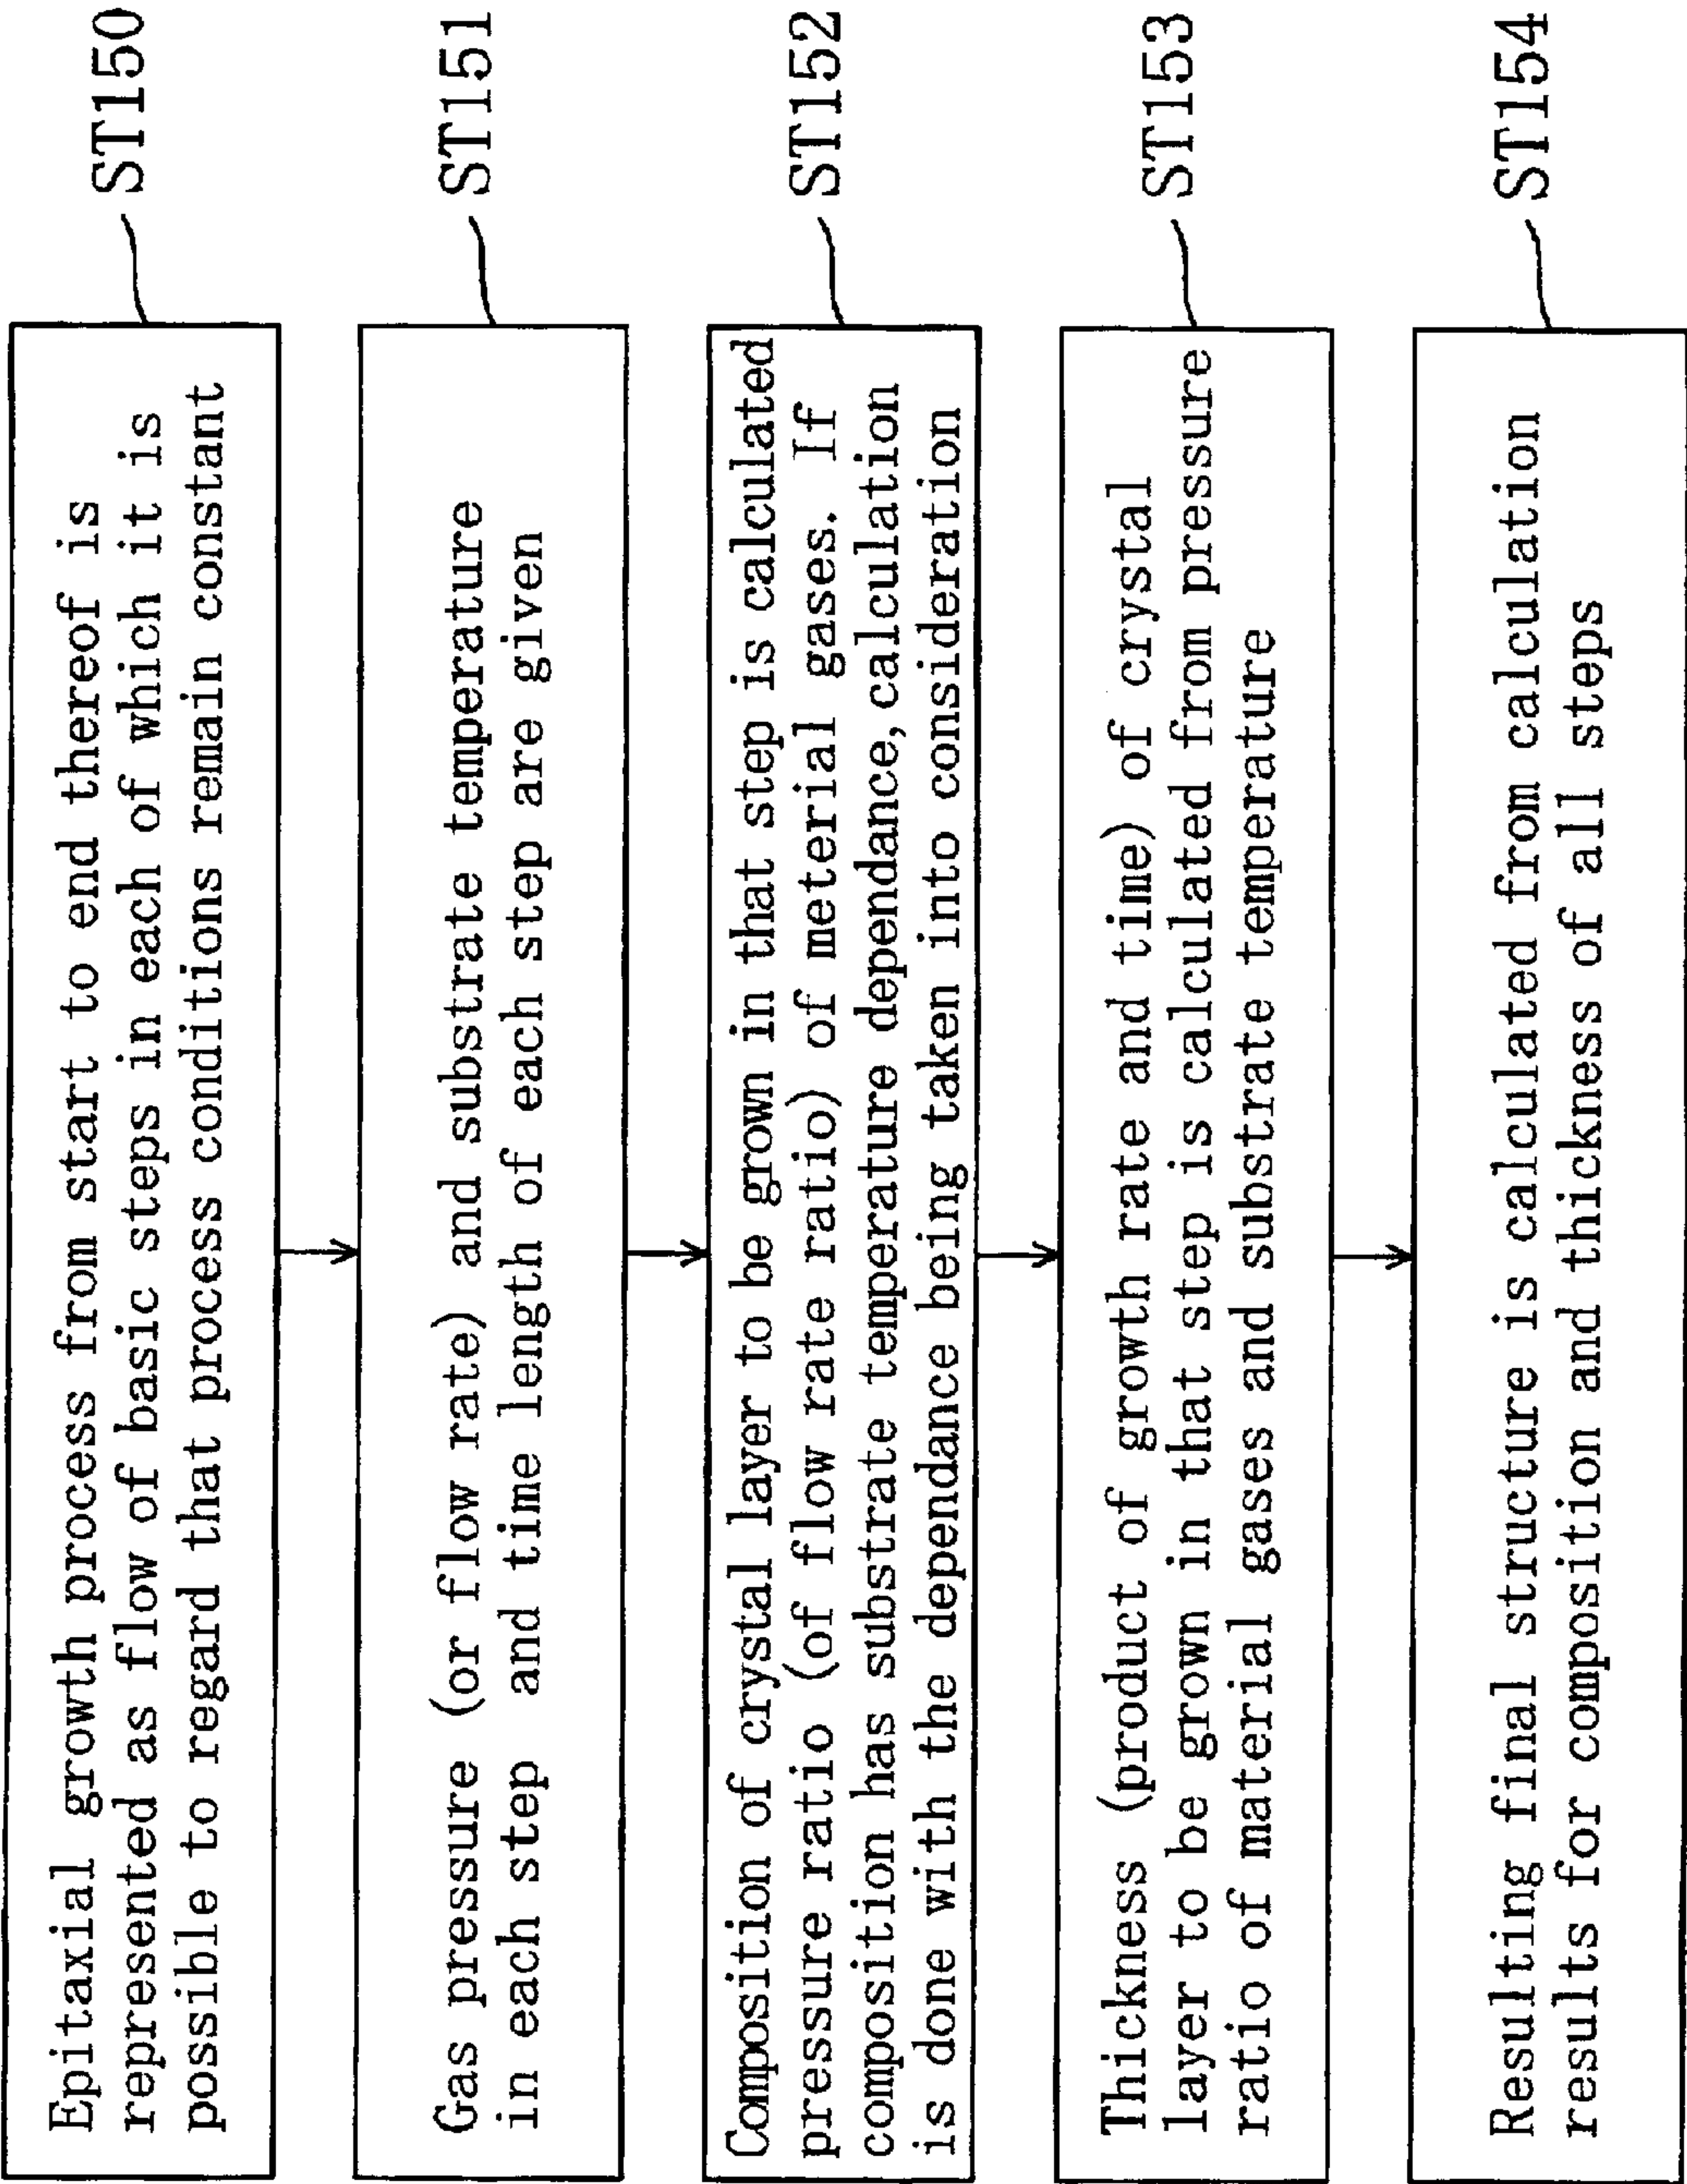 Epitaxial growth process from start to end thereof is
represented as flow of basic steps in each of which it is
possible to regard that process conditions remain constant
ST150
Gas pressure (or flow rate) and substrate temperature
in each step and time length of each step are given
ST151
Composition of crystal layer to be grown in that step is calculated
pressure ratio (of flow rate ratio) of meterial gases. If
composition has substrate temperature dependance, calculation
is done with the dependance being taken into consideration
ST152
Thickness (product of growth rate and time) of crystal
layer to be grown in that step is calculated from pressure
ratio of material gases and substrate temperature
ST153
Resulting final structure is calculated from calculation
results for composition and thickness of all steps
ST154